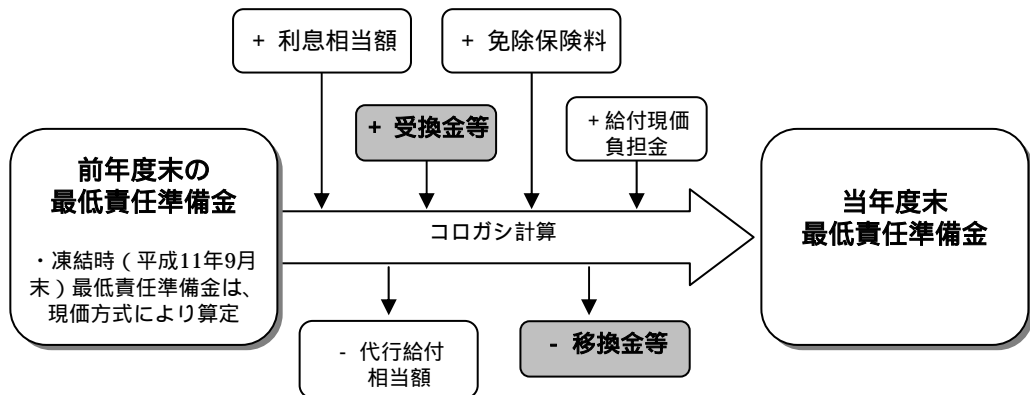 + 利息相当額
+ 免除保険料
+ 受換金等
+給付現価
負担金
前年度末の
最低責任準備金
・凍結時（平成11年9月
末）最低責任準備金は、
現価方式により算定
コロガシ計算
当年度末
最低責任準備金
- 代行給付
相当額
- 移換金等